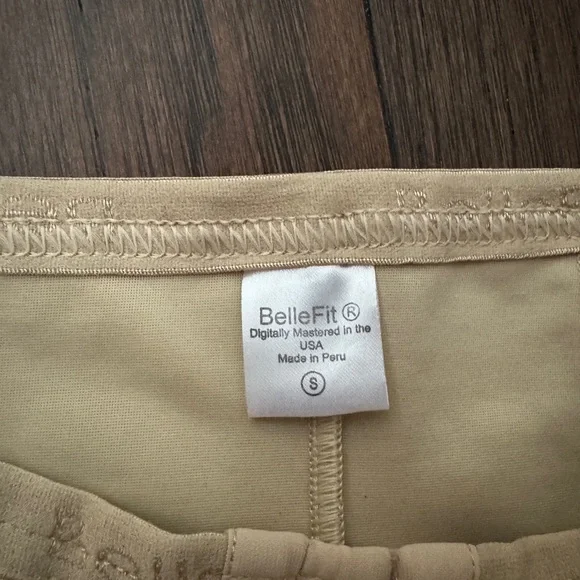 BelleFit ®
Digitally Mastered in the
USA
Made in Peru
S